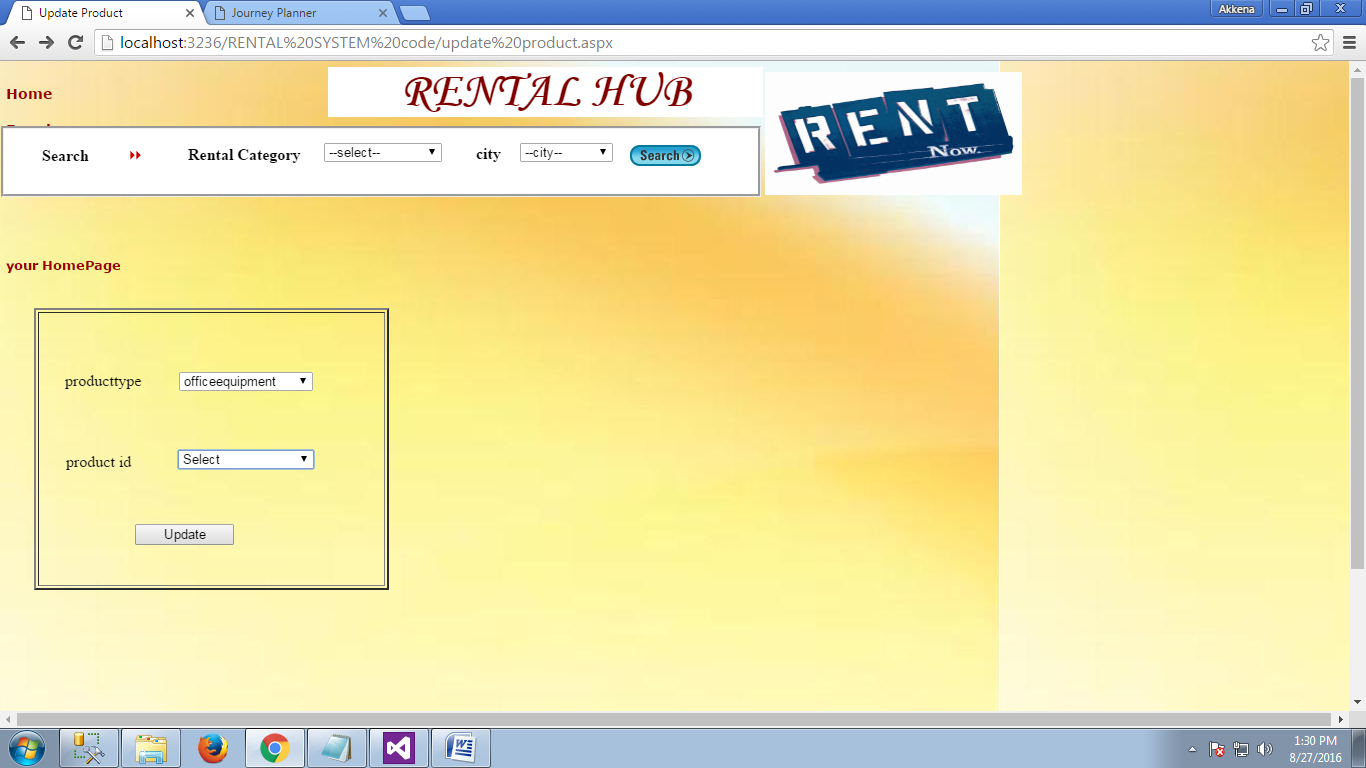 Update Product
Journey Planner
Akkena
localhost:3236/RENTAL%20SYSTEM%20code/update%20product.aspx
Home
RENTAL HUB
RENT
Now.
Search
Rental Category
--select--
city
--city--
Search
your HomePage
producttype
officeequipment
product id
Select
Update
1:30 PM
8/27/2016